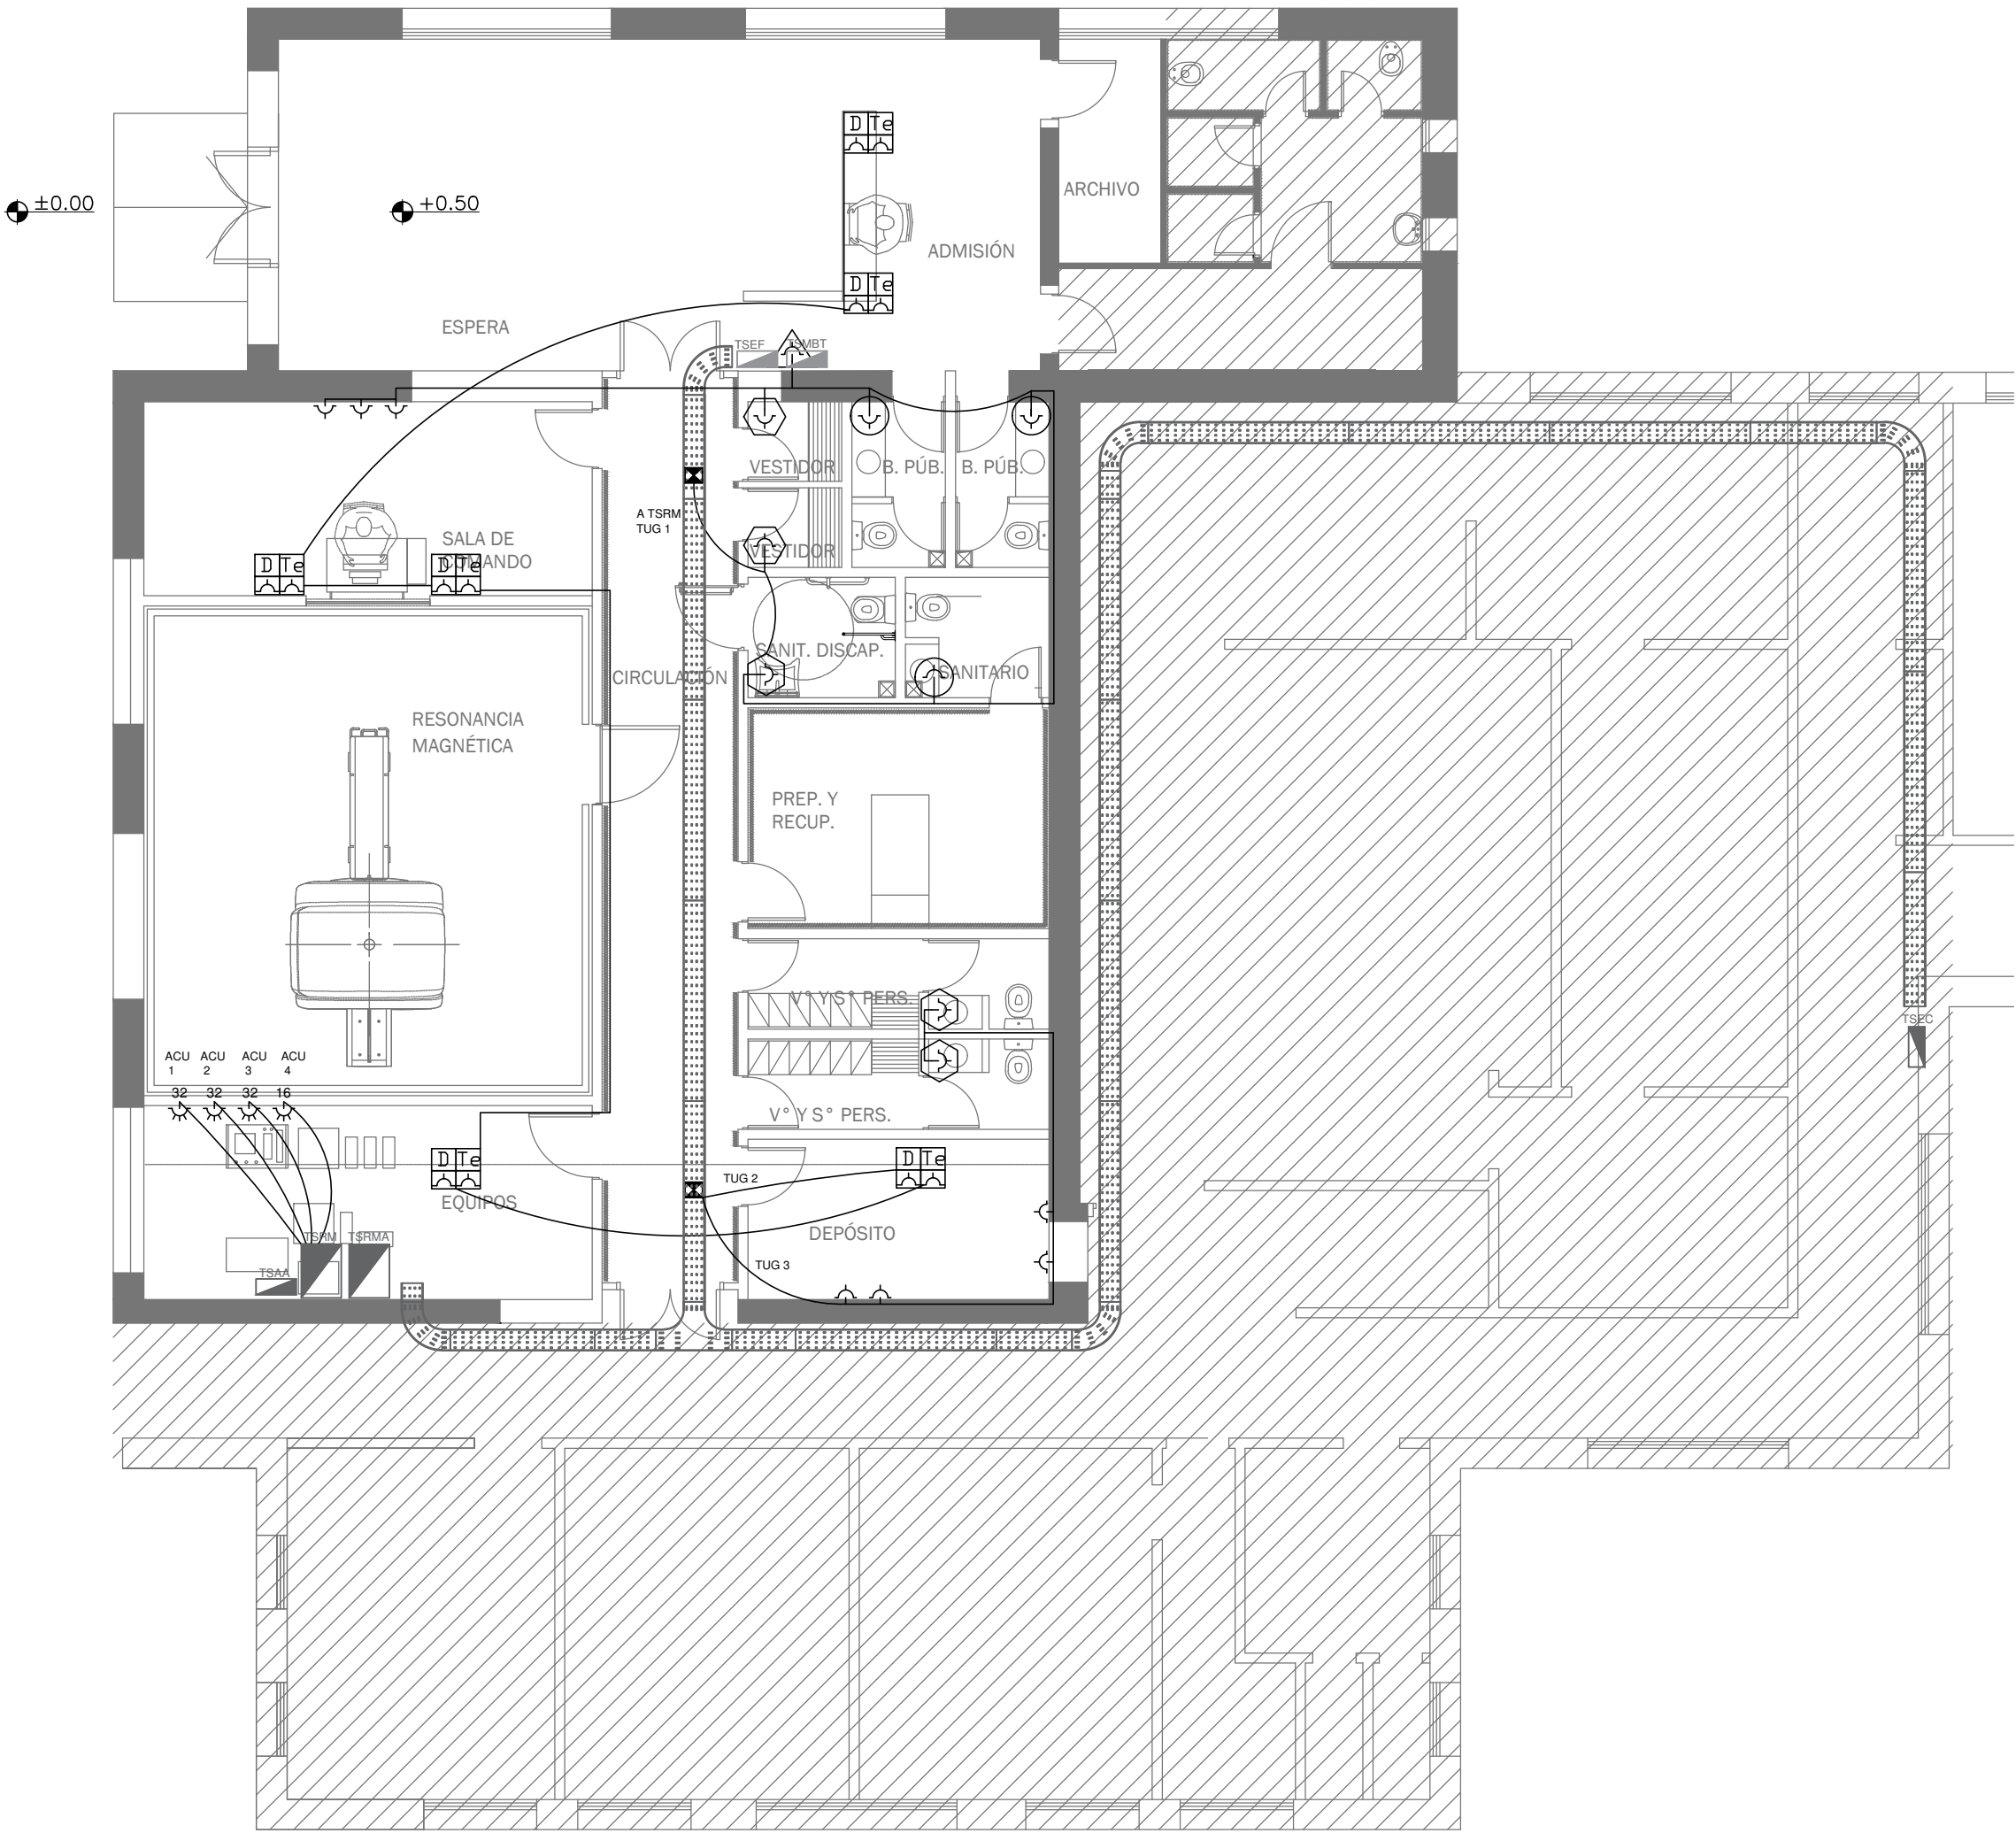 D Te
ARCHIVO
±0.00
+0.50
ADMISIÓN
D Te
ESPERA
TSEF
TSMBT
VESTIDOR
B. PÚB.
B. PÚB.
A TSRM
TUG 1
SALA DE
COMANDO
VESTIDOR
D Te
D Te
SANIT. DISCAP.
SANITARIO
CIRCULACIÓN
RESONANCIA
MAGNÉTICA
PREP. Y
RECUP.
V° Y S° PERS.
TSEC
ACU
1
ACU
2
ACU
3
ACU
4
32
32
32
16
V° Y S° PERS.
D Te
D Te
TUG 2
EQUIPOS
DEPÓSITO
TSRM
TSRMA
TUG 3
TSAA